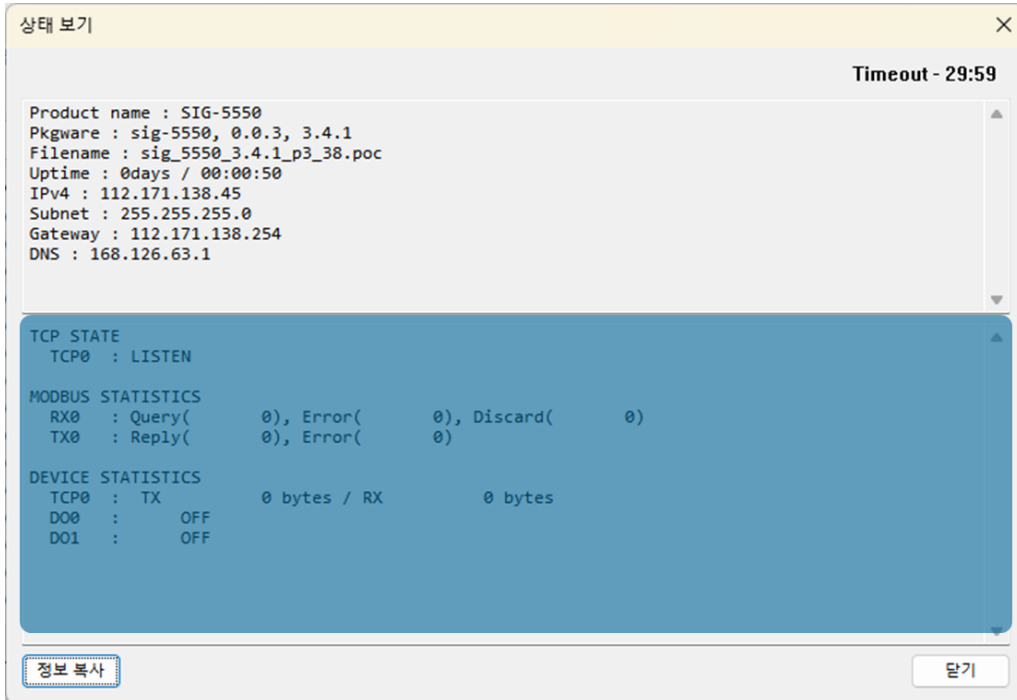 상태 보기
Timeout - 29:59
Product name : SIG-5550
Pkgware : sig-5550, 0.0.3, 3.4.1
Filename : sig_5550_3.4.1_p3_38.poc
Uptime : 0days / 00:00:50
IPv4 : 112.171.138.45
Subnet : 255.255.255.0
Gateway : 112.171.138.254
DNS : 168.126.63.1
TCP STATE
TCP0 : LISTEN
MODBUS STATISTICS
RX0 : Query( 0), Error( 0), Discard( 0)
TX0 : Reply( 0), Error( 0)
DEVICE STATISTICS
TCP0 : TX 0 bytes / RX 0 bytes
DO0 : OFF
DO1 : OFF
정보 복사
닫기